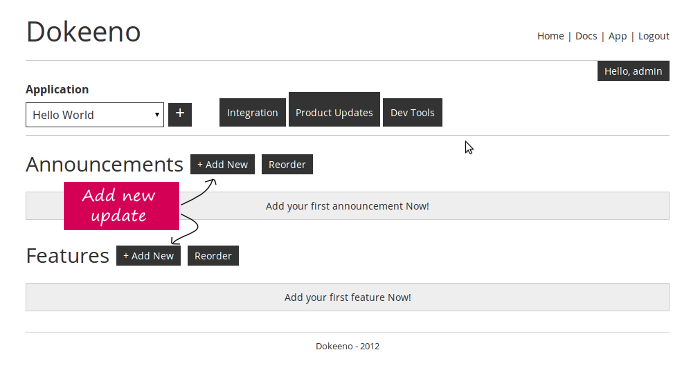 Dokeeno
Home | Docs | App | Logout
Hello, admin
Application
Hello World
+
Integration
Product Updates
Dev Tools
Announcements
+ Add New
Reorder
Add new
update
Add your first announcement Now!
Features
+ Add New
Reorder
Add your first feature Now!
Dokeeno - 2012